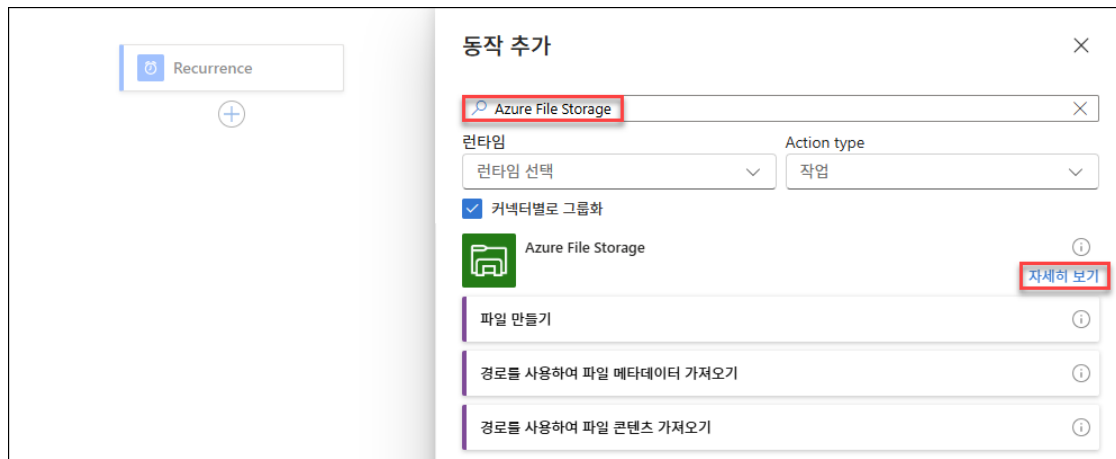 Recurrence
동작 추가
Azure File Storage
런타임
Action type
런타임 선택
작업
커넥터별로 그룹화
Azure File Storage
자세히 보기
파일 만들기
경로를 사용하여 파일 메타데이터 가져오기
경로를 사용하여 파일 콘텐츠 가져오기